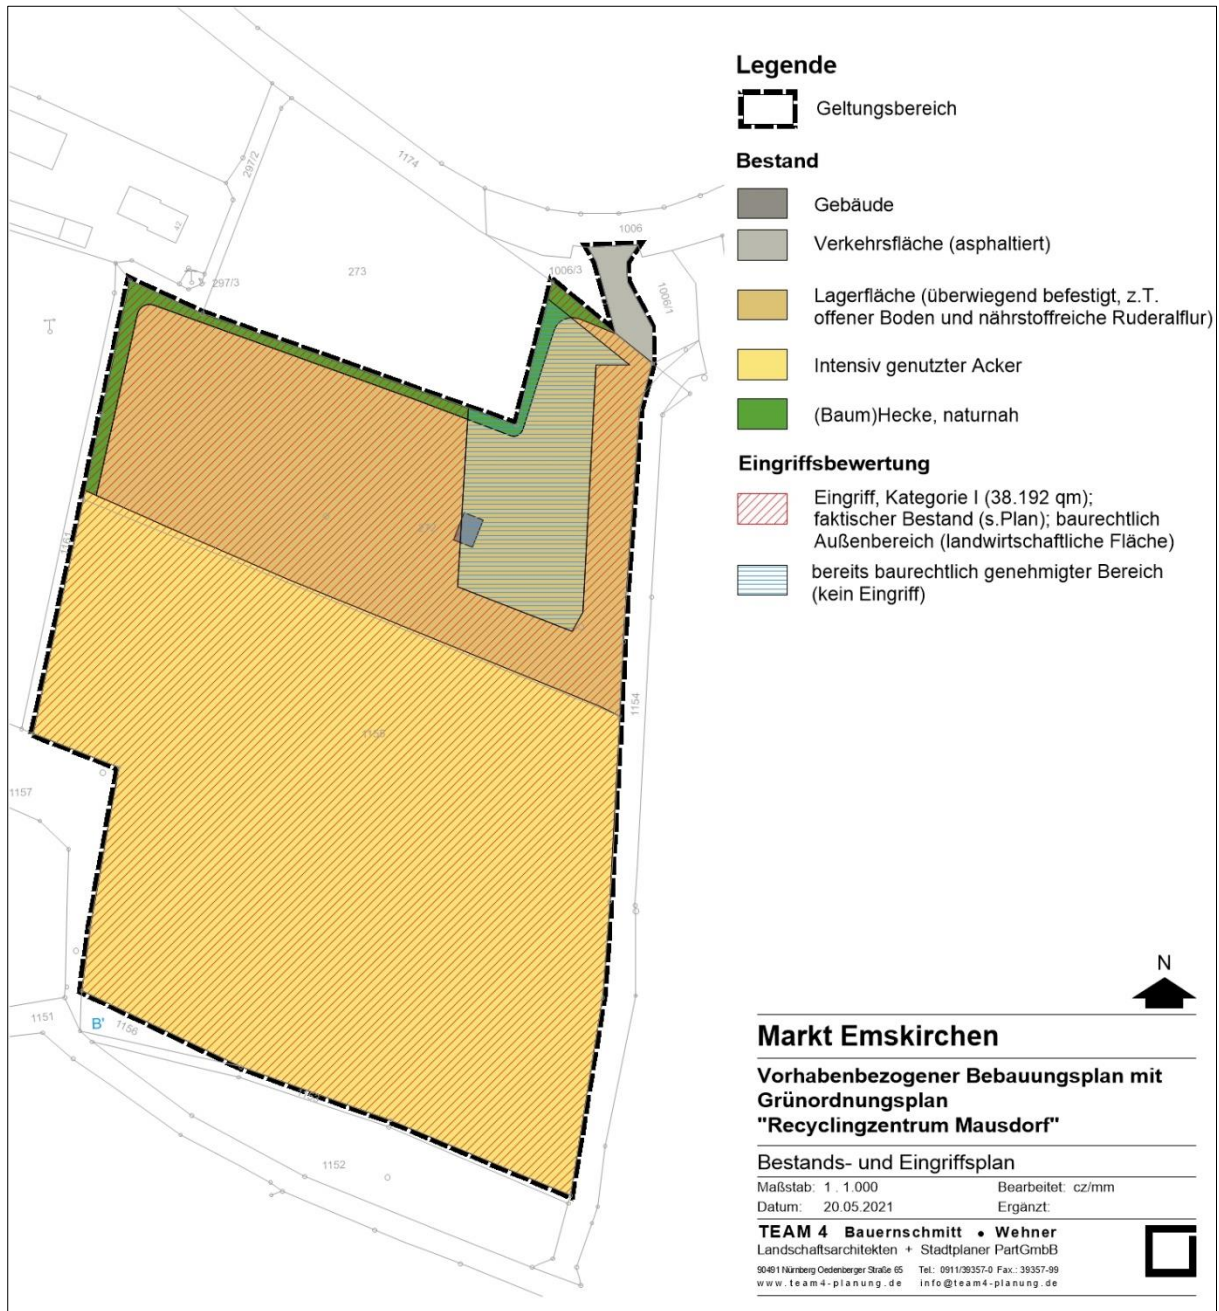 Legende
Geltungsbereich
Bestand
Gebäude
Verkehrsfläche (asphaltiert)
Lagerfläche (überwiegend befestigt, z.T.
offener Boden und nährstoffreiche Ruderalflur)
Intensiv genutzter Acker
(Baum)Hecke, naturnah
Eingriffsbewertung
Eingriff, Kategorie I (38.192 qm);
faktischer Bestand (s.Plan); baurechtlich
Außenbereich (landwirtschaftliche Fläche)
bereits baurechtlich genehmigter Bereich
(kein Eingriff)
297/2
1174
42
1006
297/3
273
1006/3
1006/1
1161
1154
1157
1151
B'
1156
1152
N
Markt Emskirchen
Vorhabenbezogener Bebauungsplan mit
Grünordnungsplan
"Recyclingzentrum Mausdorf"
Bestands- und Eingriffsplan
Maßstab: 1 . 1.000 Bearbeitet: cz/mm
Datum: 20.05.2021 Ergänzt:
TEAM 4 Bauernschmitt • Wehner
Landschaftsarchitekten + Stadtplaner PartGmbB
90491 Nürnberg Oedenberger Straße 65 Tel.: 0911/39357-0 Fax.: 39357-99
www.team4-planung.de info@team4-planung.de